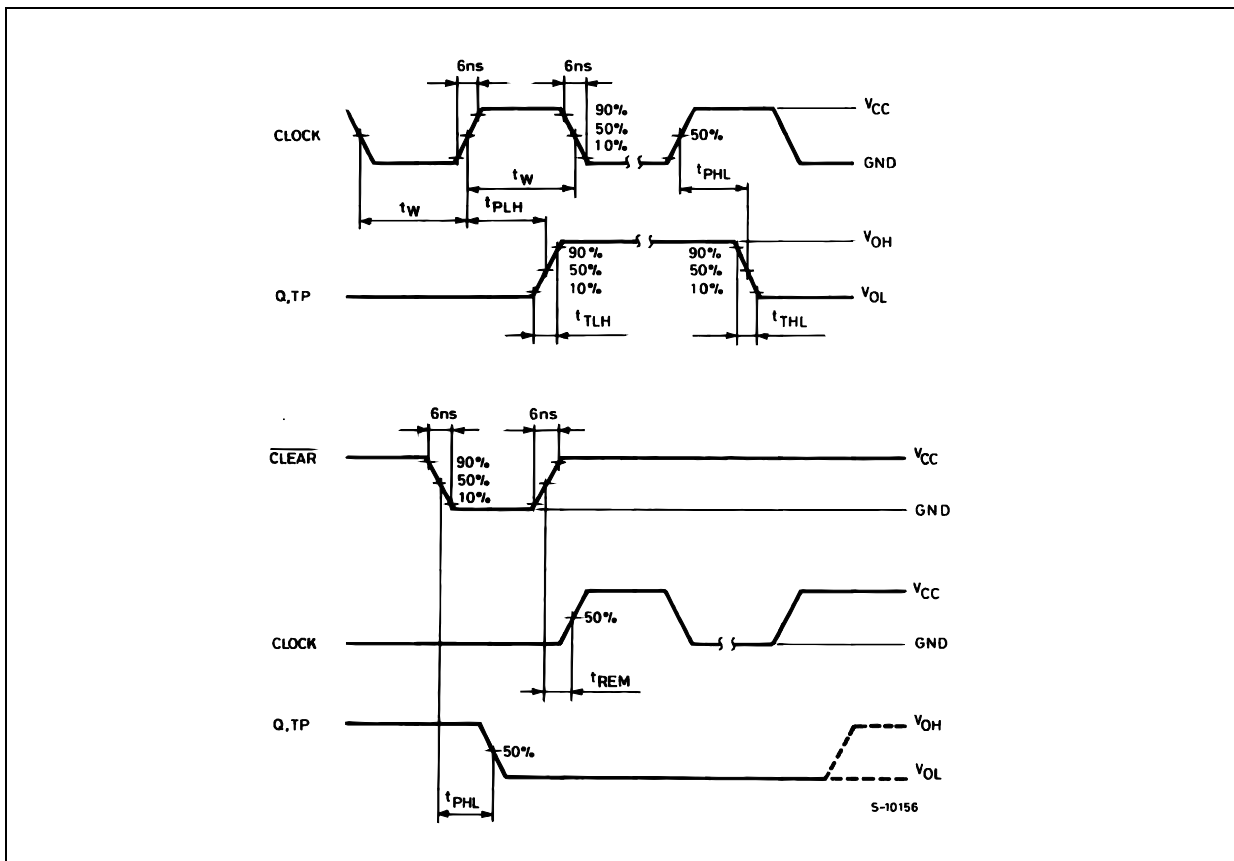 6ns 6ns
90% VCC
CLOCK 50% 50%
10%
GND
tW tPHL
tW tPLH
VOH
90% 90%
50% 50%
10% 10%
Q,TP VOL
tTLH tTHL
6ns 6ns
CLEAR 90% VCC
50%
10%
GND
VCC
50%
CLOCK GND
tREM
Q,TP VOH
50%
VOL
tPHL
S-10156